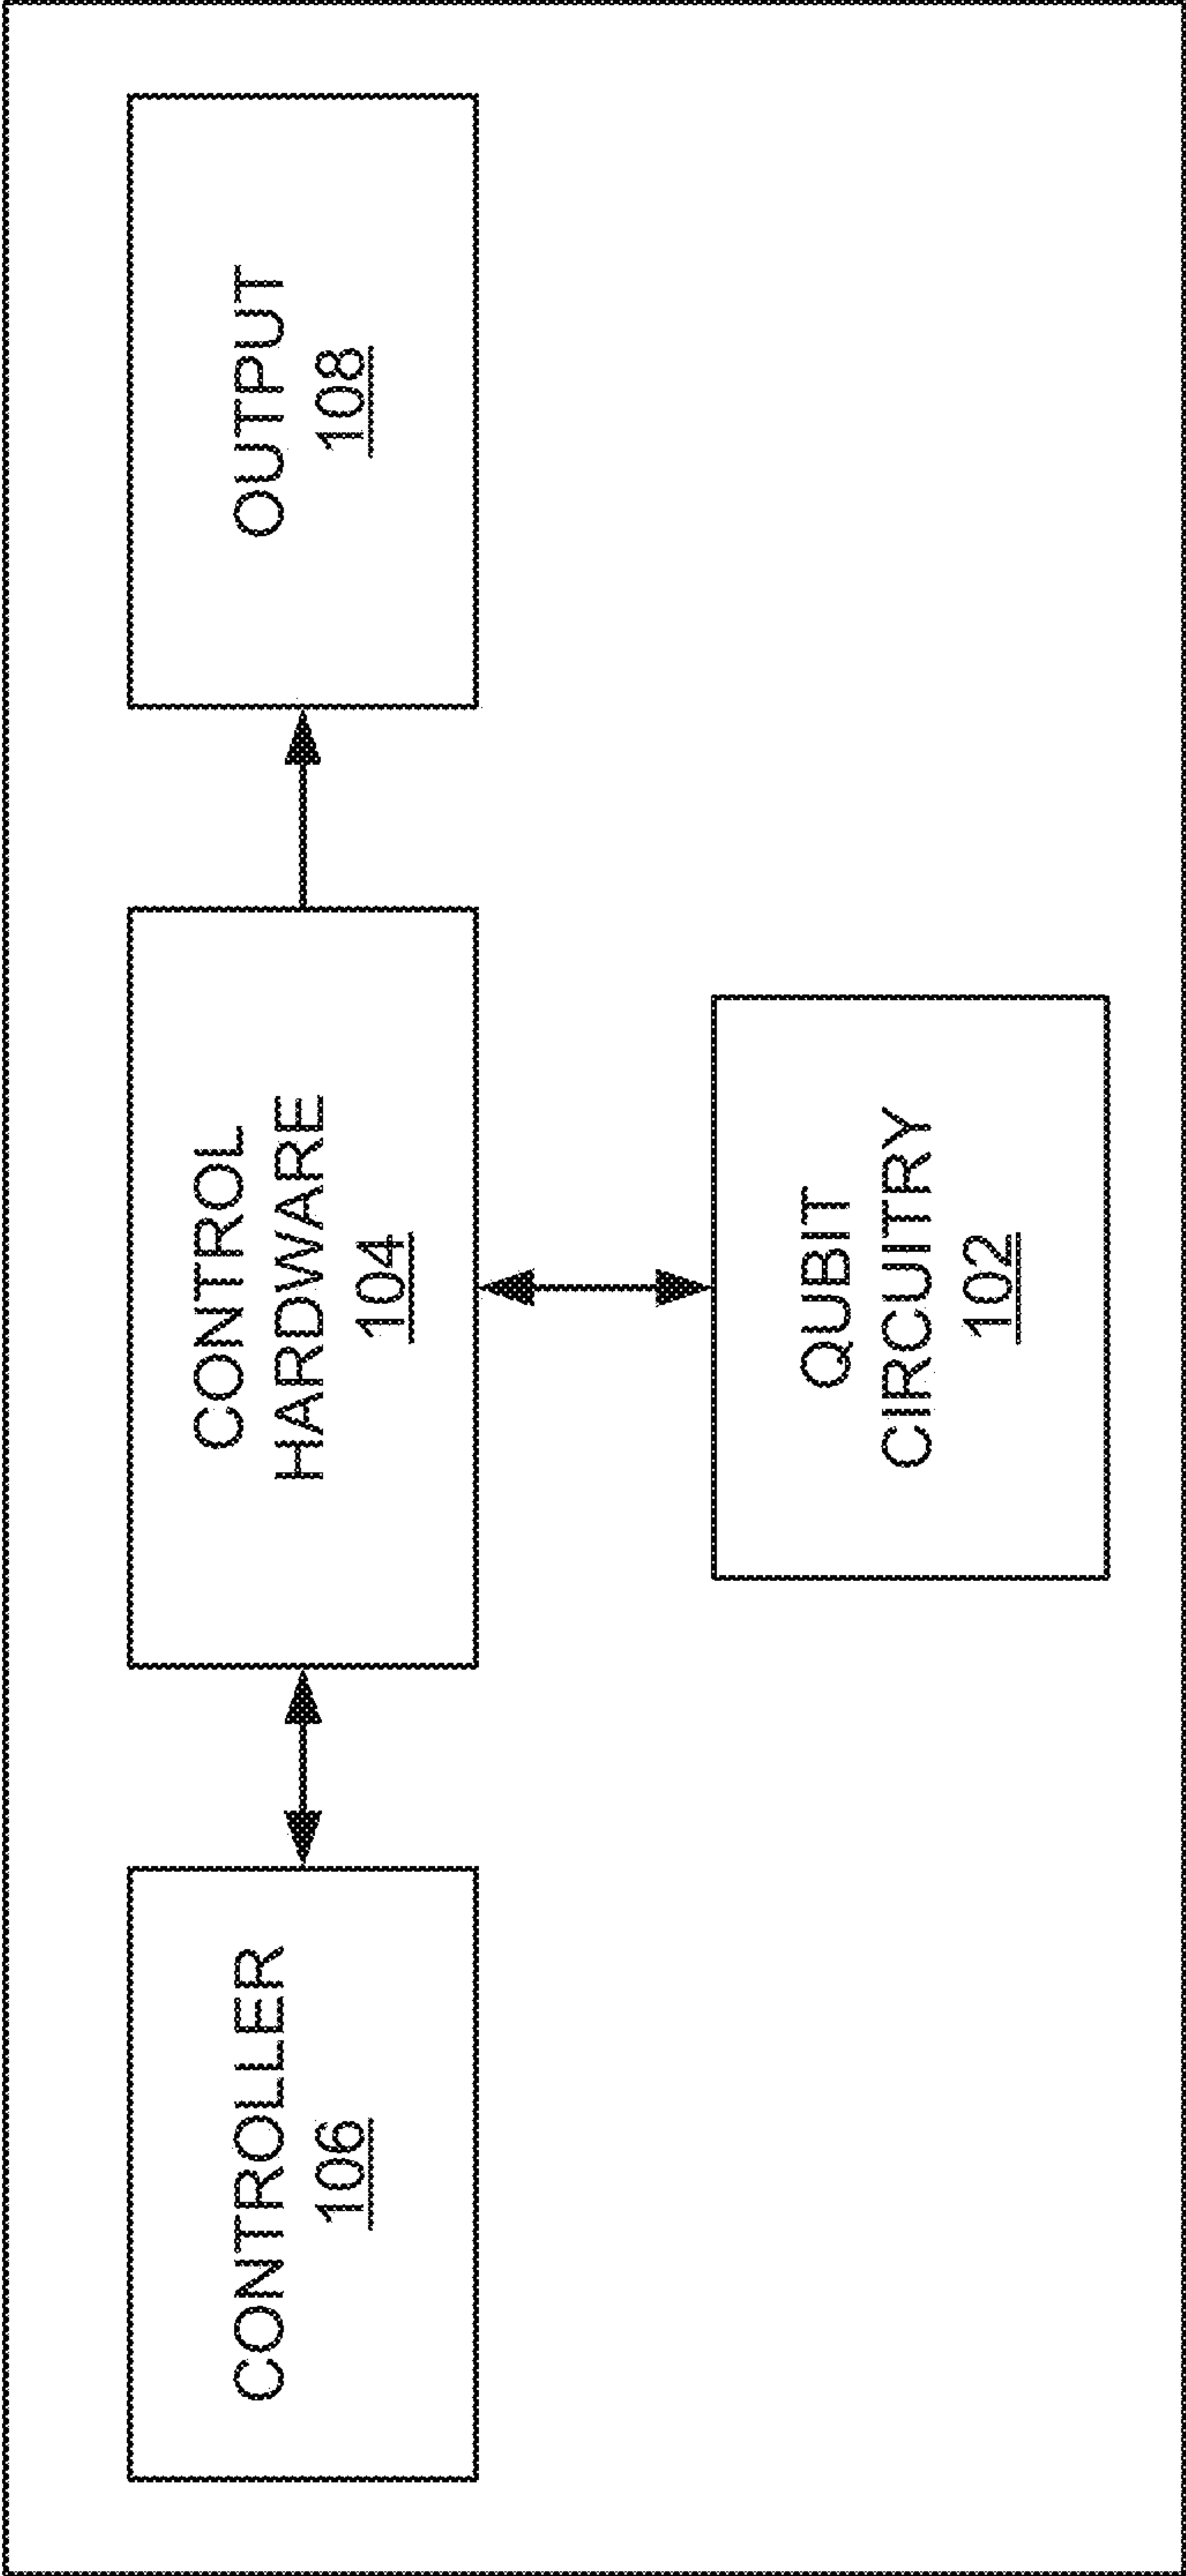 CONTROLLER
106
CONTROL
HARDWARE
104
OUTPUT
108
QUBIT
CIRCUITRY
102